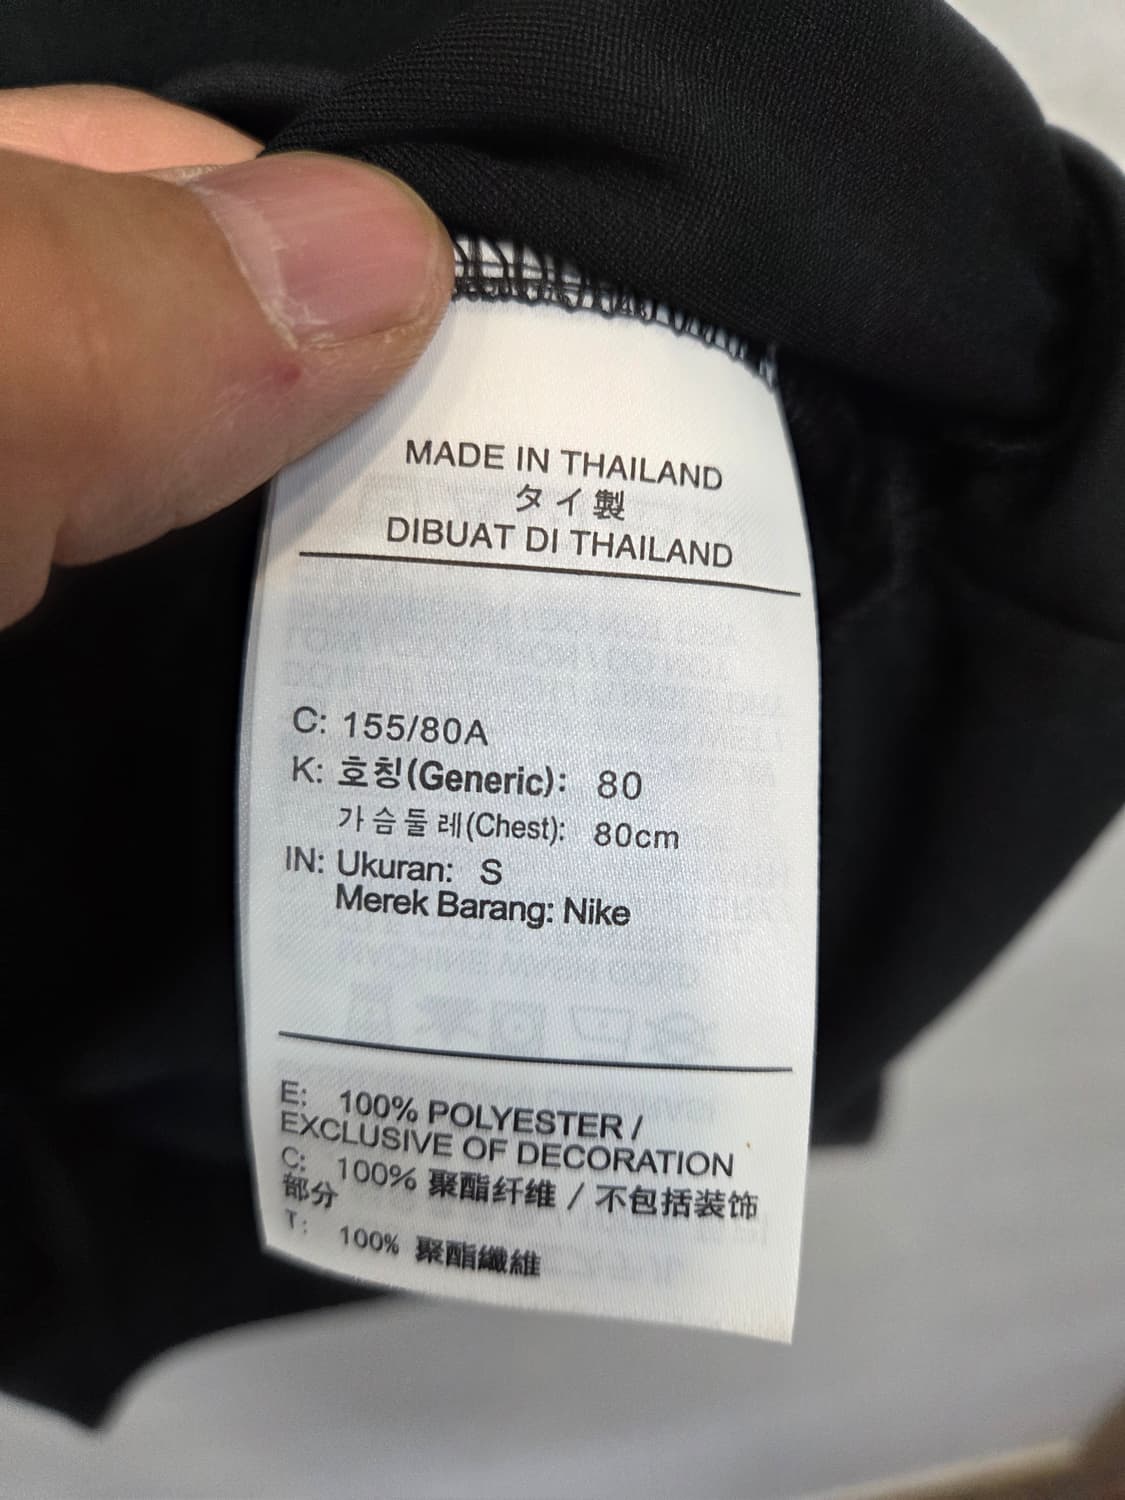 MADE IN THAILAND
タイ製
DIBUAT DI THAILAND
C: 155/80A
K: 호칭(Generic): 80
가슴둘레(Chest): 80cm
IN: Ukuran: S
Merek Barang: Nike
E: 100% POLYESTER /
EXCLUSIVE OF DECORATION
C: 100% 聚酯纤维 / 不包括装饰
部分
T: 100% 聚酯纖維